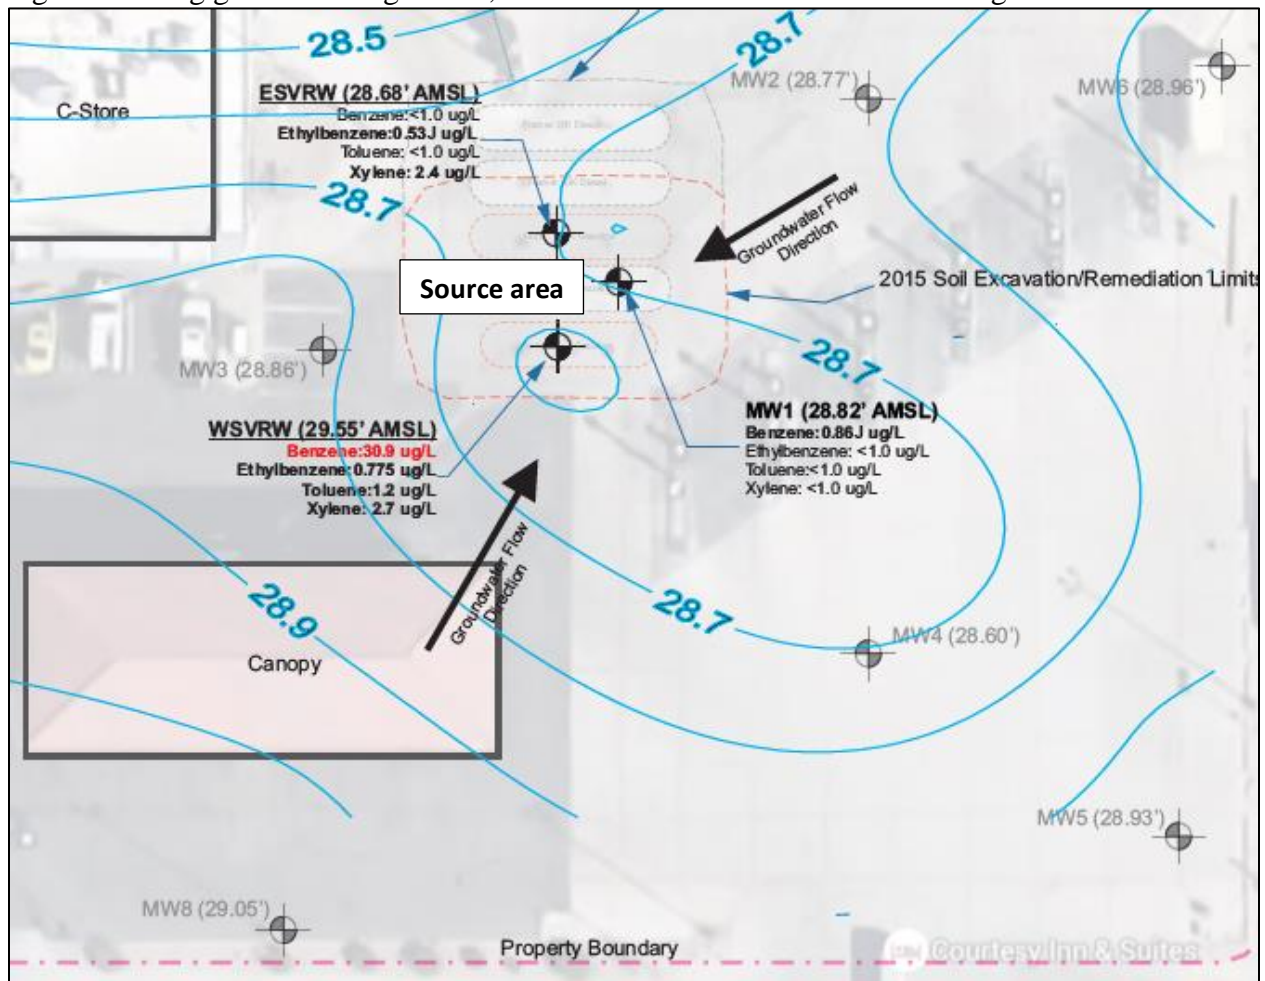 28.5
28.7
MW2 (28.77')
MW6 (28.96')
C-Store
ESVRW (28.68' AMSL)
Benzene:<1.0 ug/L
Ethylbenzene:0.53J ug/L
Toluene: <1.0 ug/L
Xylene: 2.4 ug/L
28.7
Groundwater Flow
Direction
Source area
2015 Soil Excavation/Remediation Limits
MW3 (28.86')
28.7
WSVRW (29.55' AMSL)
Benzene:30.9 ug/L
Ethylbenzene:0.775 ug/L
Toluene:1.2 ug/L
Xylene: 2.7 ug/L
MW1 (28.82' AMSL)
Benzene:0.86J ug/L
Ethylbenzene: <1.0 ug/L
Toluene:<1.0 ug/L
Xylene: <1.0 ug/L
Groundwater Flow
Direction
28.9
28.7
MW4 (28.60')
Canopy
MW5 (28.93')
MW8 (29.05')
Property Boundary
Courtesy Inn & Suites